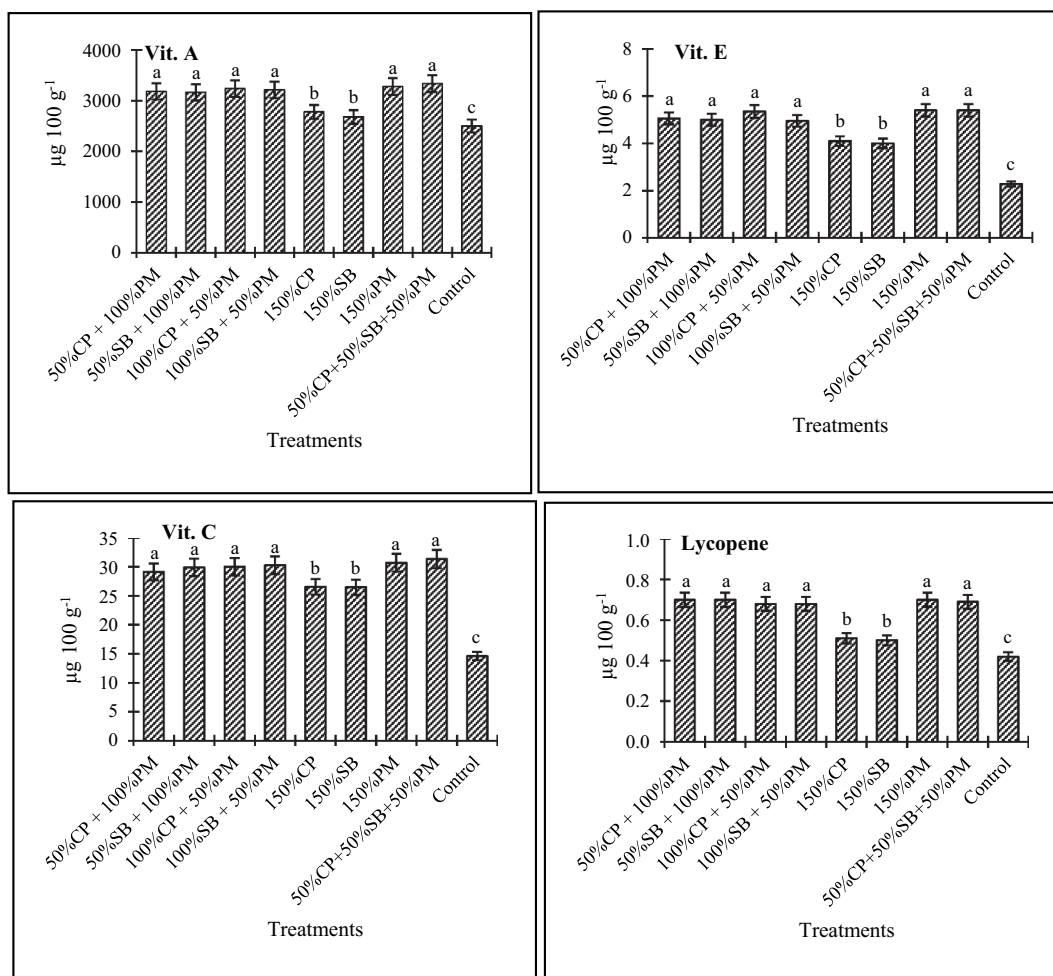 Vit. A
µg 100 g⁻¹
4000
3000
2000
1000
0
a a a a b b a a c
50%CP + 100%PM
50%SB + 100%PM
100%CP + 50%PM
100%SB + 50%PM
150%CP
150%SB
150%PM
50%CP+50%SB+50%PM
Control
Treatments
Vit. E
µg 100 g⁻¹
8
6
4
2
0
a a a a b b a a c
50%CP + 100%PM
50%SB + 100%PM
100%CP + 50%PM
100%SB + 50%PM
150%CP
150%SB
150%PM
50%CP+50%SB+50%PM
Control
Treatments
Vit. C
µg 100 g⁻¹
35
30
25
20
15
10
5
0
a a a a b b a a c
50%CP + 100%PM
50%SB + 100%PM
100%CP + 50%PM
100%SB + 50%PM
150%CP
150%SB
150%PM
50%CP+50%SB+50%PM
Control
Treatments
Lycopene
µg 100 g⁻¹
1.0
0.8
0.6
0.4
0.2
0.0
a a a a b b a a c
50%CP + 100%PM
50%SB + 100%PM
100%CP + 50%PM
100%SB + 50%PM
150%CP
150%SB
150%PM
50%CP+50%SB+50%PM
Control
Treatments